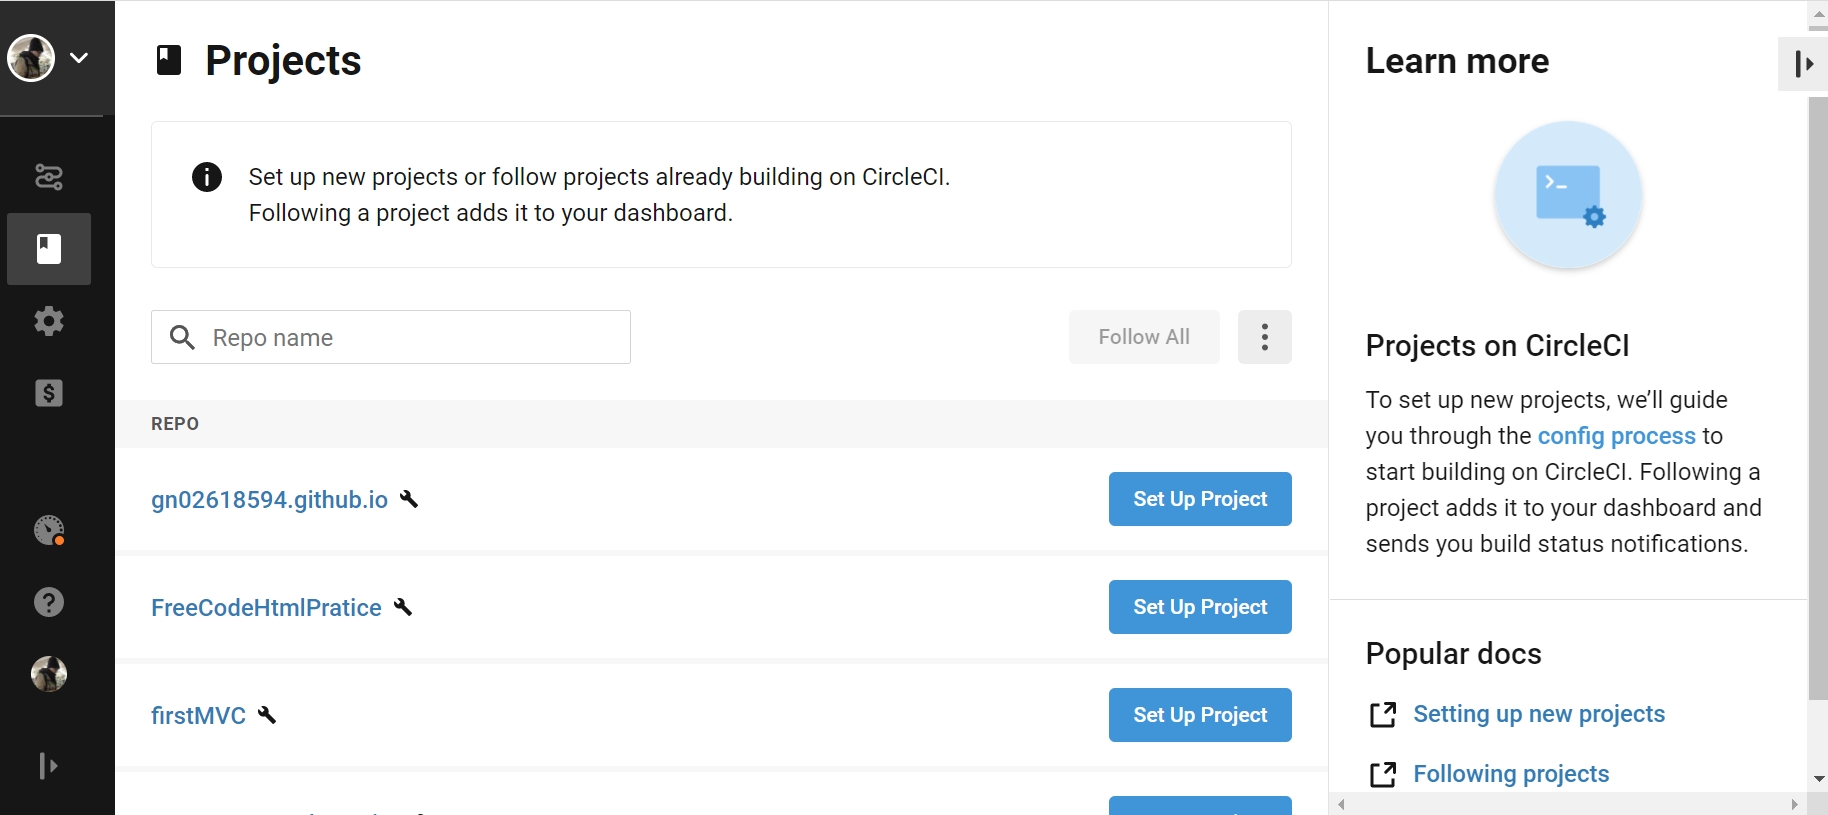 Projects
Set up new projects or follow projects already building on CircleCI.
Following a project adds it to your dashboard.
Repo name
Follow All
REPO
gn02618594.github.io
Set Up Project
FreeCodeHtmlPratice
Set Up Project
firstMVC
Set Up Project
Learn more
Projects on CircleCI
To set up new projects, we'll guide
you through the config process to
start building on CircleCI. Following a
project adds it to your dashboard and
sends you build status notifications.
Popular docs
Setting up new projects
Following projects